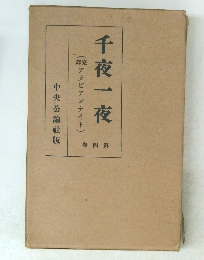 千夜一夜
（完譯アラビアンナイト）
第四巻
中央公論社版